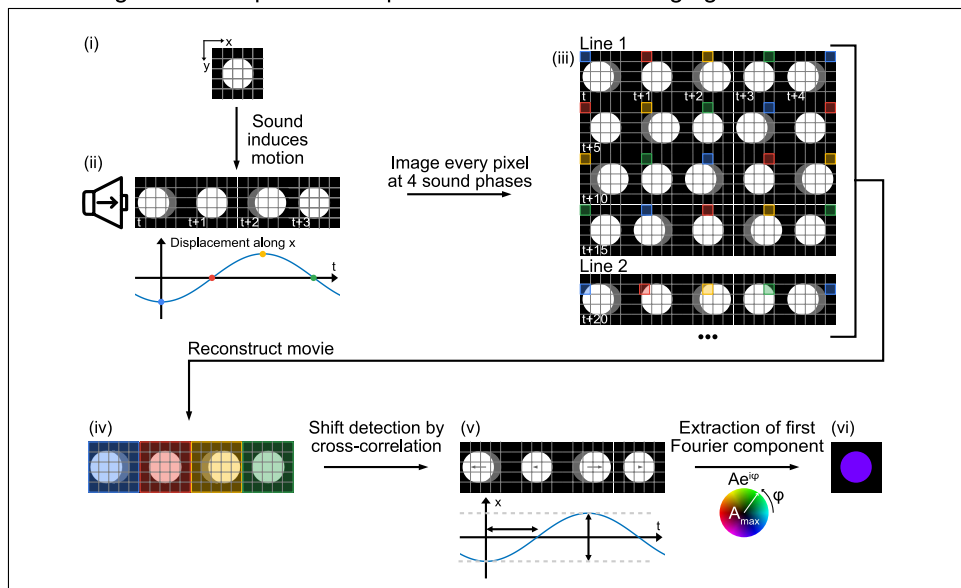 (i)
x
y
Sound
induces
motion
(ii)
t
t+1
t+2
t+3
Displacement along x
t
Image every pixel
at 4 sound phases
Line 1
(iii)
t
t+1
t+2
t+3
t+4
t+5
t+10
t+15
Line 2
t+20
•••
Reconstruct movie
(iv)
Shift detection by
cross-correlation
(v)
x
t
Extraction of first
Fourier component
Ae^iφ
φ
A_max
(vi)